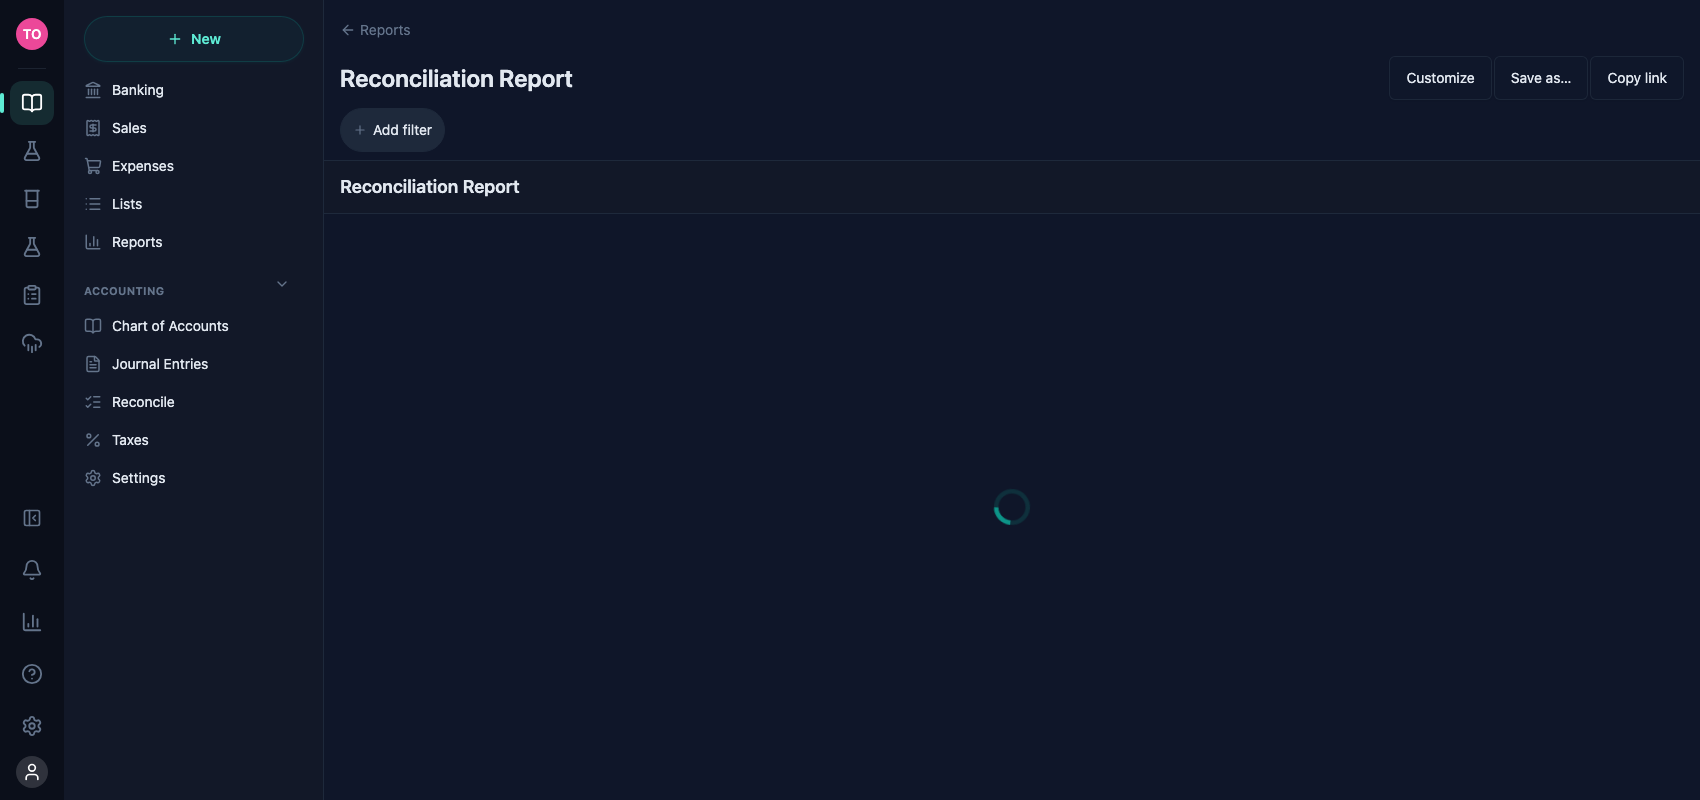 TO
New
Banking
Sales
Expenses
Lists
Reports
ACCOUNTING
Chart of Accounts
Journal Entries
Reconcile
Taxes
Settings
Reports
Reconciliation Report
Customize
Save as...
Copy link
Add filter
Reconciliation Report